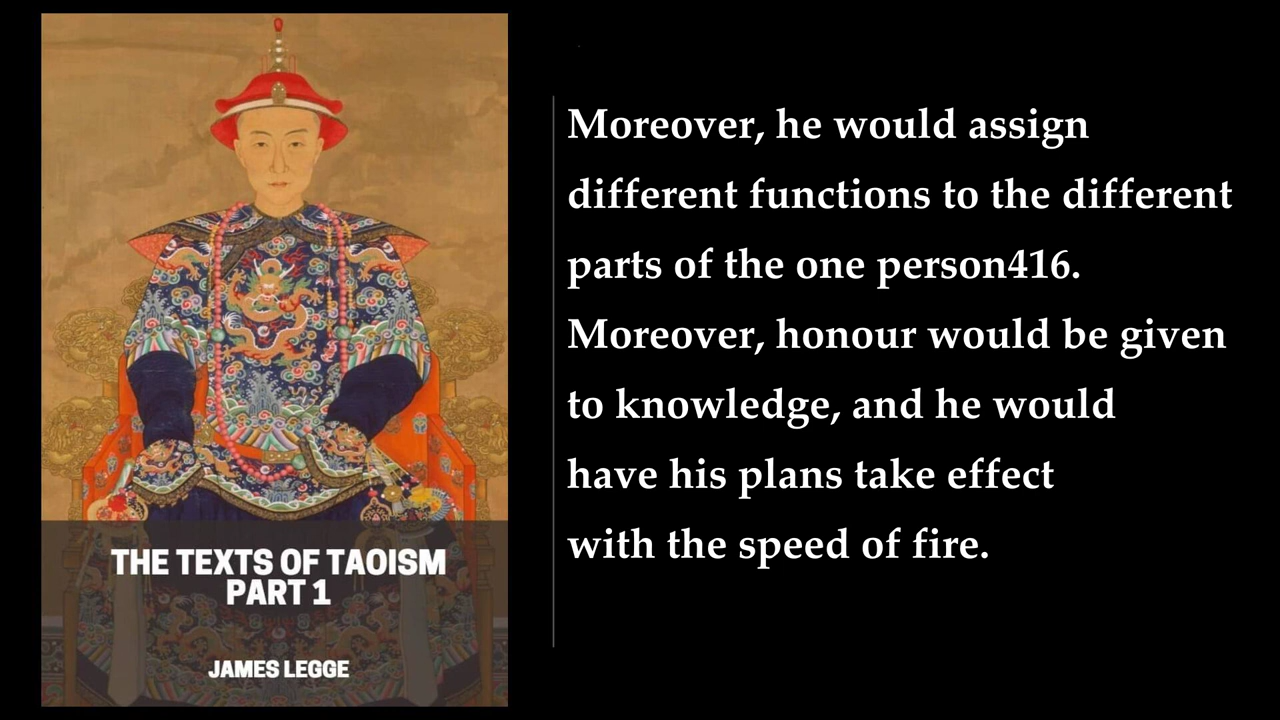 THE TEXTS OF TAOISM
PART 1
JAMES LEGGE
Moreover, he would assign
different functions to the different
parts of the one person416.
Moreover, honour would be given
to knowledge, and he would
have his plans take effect
with the speed of fire.